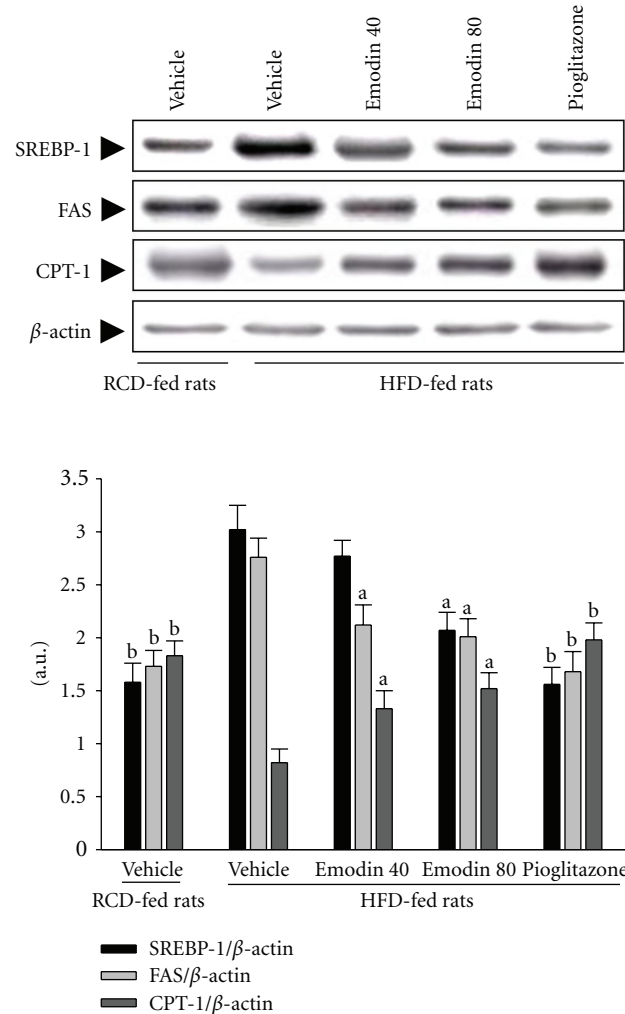 Vehicle
Vehicle
Emodin 40
Emodin 80
Pioglitazone
SREBP-1
FAS
CPT-1
β-actin
RCD-fed rats HFD-fed rats
3.5
3
2.5
2
1.5
1
0.5
0
(a.u.)
b b b
a
a
a a
a
b b b
Vehicle Vehicle Emodin 40 Emodin 80 Pioglitazone
RCD-fed rats HFD-fed rats
SREBP-1/β-actin
FAS/β-actin
CPT-1/β-actin